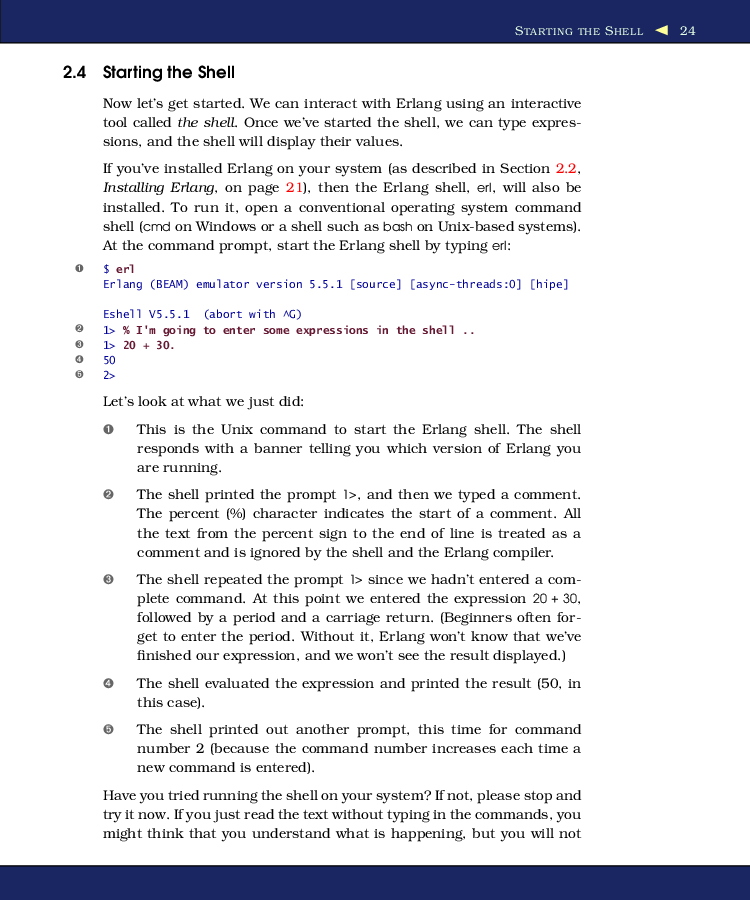 STARTING THE SHELL ◀ 24
2.4 Starting the Shell
Now let's get started. We can interact with Erlang using an interactive
tool called the shell. Once we've started the shell, we can type expres-
sions, and the shell will display their values.
If you've installed Erlang on your system (as described in Section 2.2,
Installing Erlang, on page 21), then the Erlang shell, erl, will also be
installed. To run it, open a conventional operating system command
shell (cmd on Windows or a shell such as bash on Unix-based systems).
At the command prompt, start the Erlang shell by typing erl:
❶ $ erl
Erlang (BEAM) emulator version 5.5.1 [source] [async-threads:0] [hipe]
Eshell V5.5.1 (abort with ^G)
❷ 1> % I'm going to enter some expressions in the shell ..
❸ 1> 20 + 30.
❹ 50
❺ 2>
Let's look at what we just did:
❶ This is the Unix command to start the Erlang shell. The shell
responds with a banner telling you which version of Erlang you
are running.
❷ The shell printed the prompt 1>, and then we typed a comment.
The percent (%) character indicates the start of a comment. All
the text from the percent sign to the end of line is treated as a
comment and is ignored by the shell and the Erlang compiler.
❸ The shell repeated the prompt 1> since we hadn't entered a com-
plete command. At this point we entered the expression 20 + 30,
followed by a period and a carriage return. (Beginners often for-
get to enter the period. Without it, Erlang won't know that we've
finished our expression, and we won't see the result displayed.)
❹ The shell evaluated the expression and printed the result (50, in
this case).
❺ The shell printed out another prompt, this time for command
number 2 (because the command number increases each time a
new command is entered).
Have you tried running the shell on your system? If not, please stop and
try it now. If you just read the text without typing in the commands, you
might think that you understand what is happening, but you will not